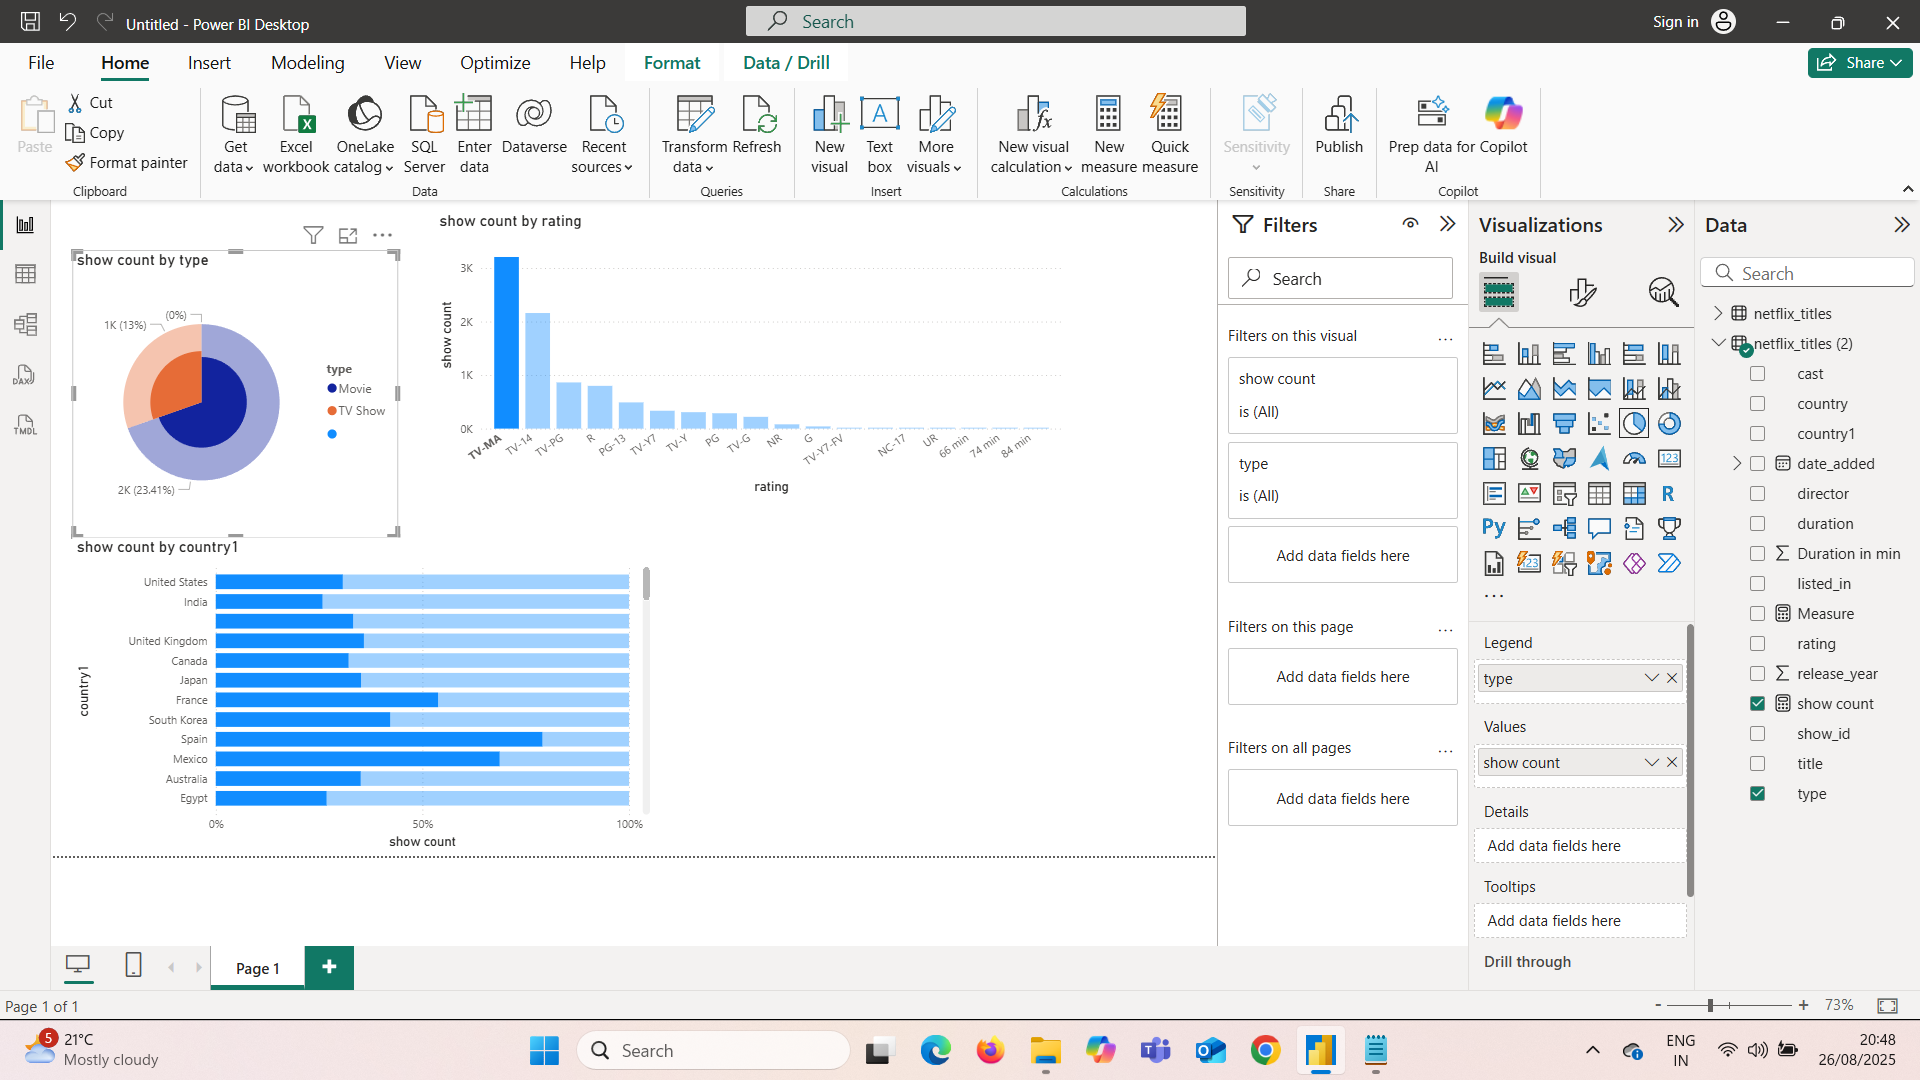 Untitled - Power BI Desktop
Search
Sign in
File
Home
Insert
Modeling
View
Optimize
Help
Format
Data / Drill
Share
Paste
Cut
Copy
Format painter
Clipboard
Get data
Excel workbook
OneLake catalog
SQL Server
Enter data
Dataverse
Recent sources
Data
Transform data
Refresh
Queries
New visual
Text box
More visuals
Insert
New visual calculation
New measure
Quick measure
Calculations
Sensitivity
Sensitivity
Publish
Share
Prep data for AI
Copilot
Copilot
show count by type
(0%)
1K (13%)
2K (23.41%)
type
Movie
TV Show
show count by rating
show count
3K
2K
1K
0K
TV-MA
TV-14
TV-PG
R
PG-13
TV-Y7
TV-Y
PG
TV-G
NR
G
TV-Y7-FV
NC-17
UR
66 min
74 min
84 min
rating
show count by country1
country1
United States
India
United Kingdom
Canada
Japan
France
South Korea
Spain
Mexico
Australia
Egypt
0%
50%
100%
show count
Filters
Search
Filters on this visual
show count
is (All)
type
is (All)
Add data fields here
Filters on this page
Add data fields here
Filters on all pages
Add data fields here
Visualizations
Build visual
123
R
Py
123
Legend
type
Values
show count
Details
Add data fields here
Tooltips
Add data fields here
Drill through
Data
Search
netflix_titles
netflix_titles (2)
cast
country
country1
date_added
director
duration
Duration in min
listed_in
Measure
rating
release_year
show count
show_id
title
type
DAX
TMDL
Page 1
Page 1 of 1
73%
5
21°C
Mostly cloudy
Search
ENG
IN
20:48
26/08/2025